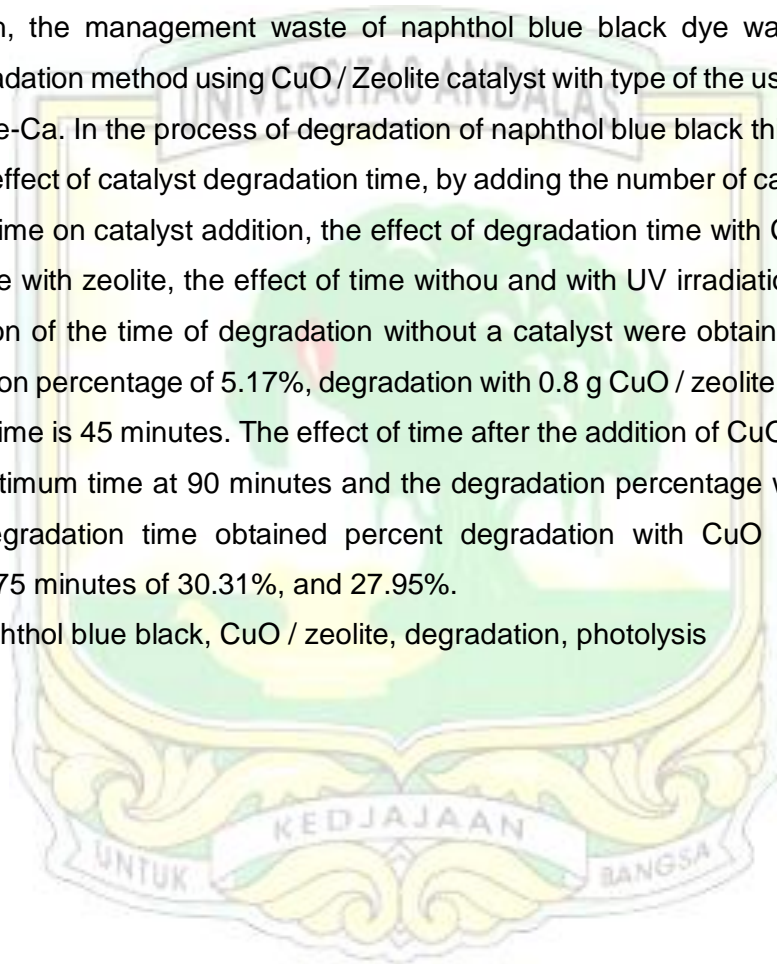 n, the management waste of naphthol blue black dye wa
adation method using CuO / Zeolite catalyst with type of the us
e-Ca. In the process of degradation of naphthol blue black th
effect of catalyst degradation time, by adding the number of ca
ime on catalyst addition, the effect of degradation time with C
e with zeolite, the effect of time withou and with UV irradiatio
on of the time of degradation without a catalyst were obtain
on percentage of 5.17%, degradation with 0.8 g CuO / zeolite
ime is 45 minutes. The effect of time after the addition of CuO
timum time at 90 minutes and the degradation percentage w
egradation time obtained percent degradation with CuO
75 minutes of 30.31%, and 27.95%.
hthol blue black, CuO / zeolite, degradation, photolysis
UNIVERSITAS ANDALAS
UNTUK KEDJAJAAN BANGSA